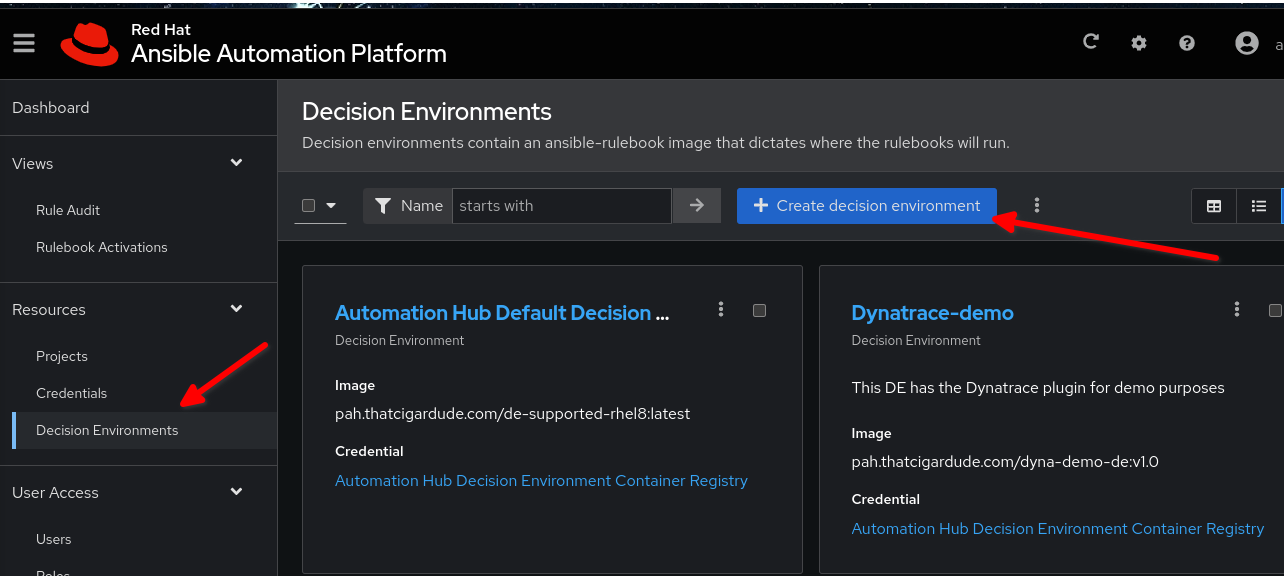 Red Hat
Ansible Automation Platform
a
Dashboard
Views
Rule Audit
Rulebook Activations
Resources
Projects
Credentials
Decision Environments
User Access
Users
Roles
Decision Environments
Decision environments contain an ansible-rulebook image that dictates where the rulebooks will run.
Name
starts with
Create decision environment
Automation Hub Default Decision ...
Decision Environment
Image
pah.thatcigardude.com/de-supported-rhel8:latest
Credential
Automation Hub Decision Environment Container Registry
Dynatrace-demo
Decision Environment
This DE has the Dynatrace plugin for demo purposes
Image
pah.thatcigardude.com/dyna-demo-de:v1.0
Credential
Automation Hub Decision Environment Container Registry